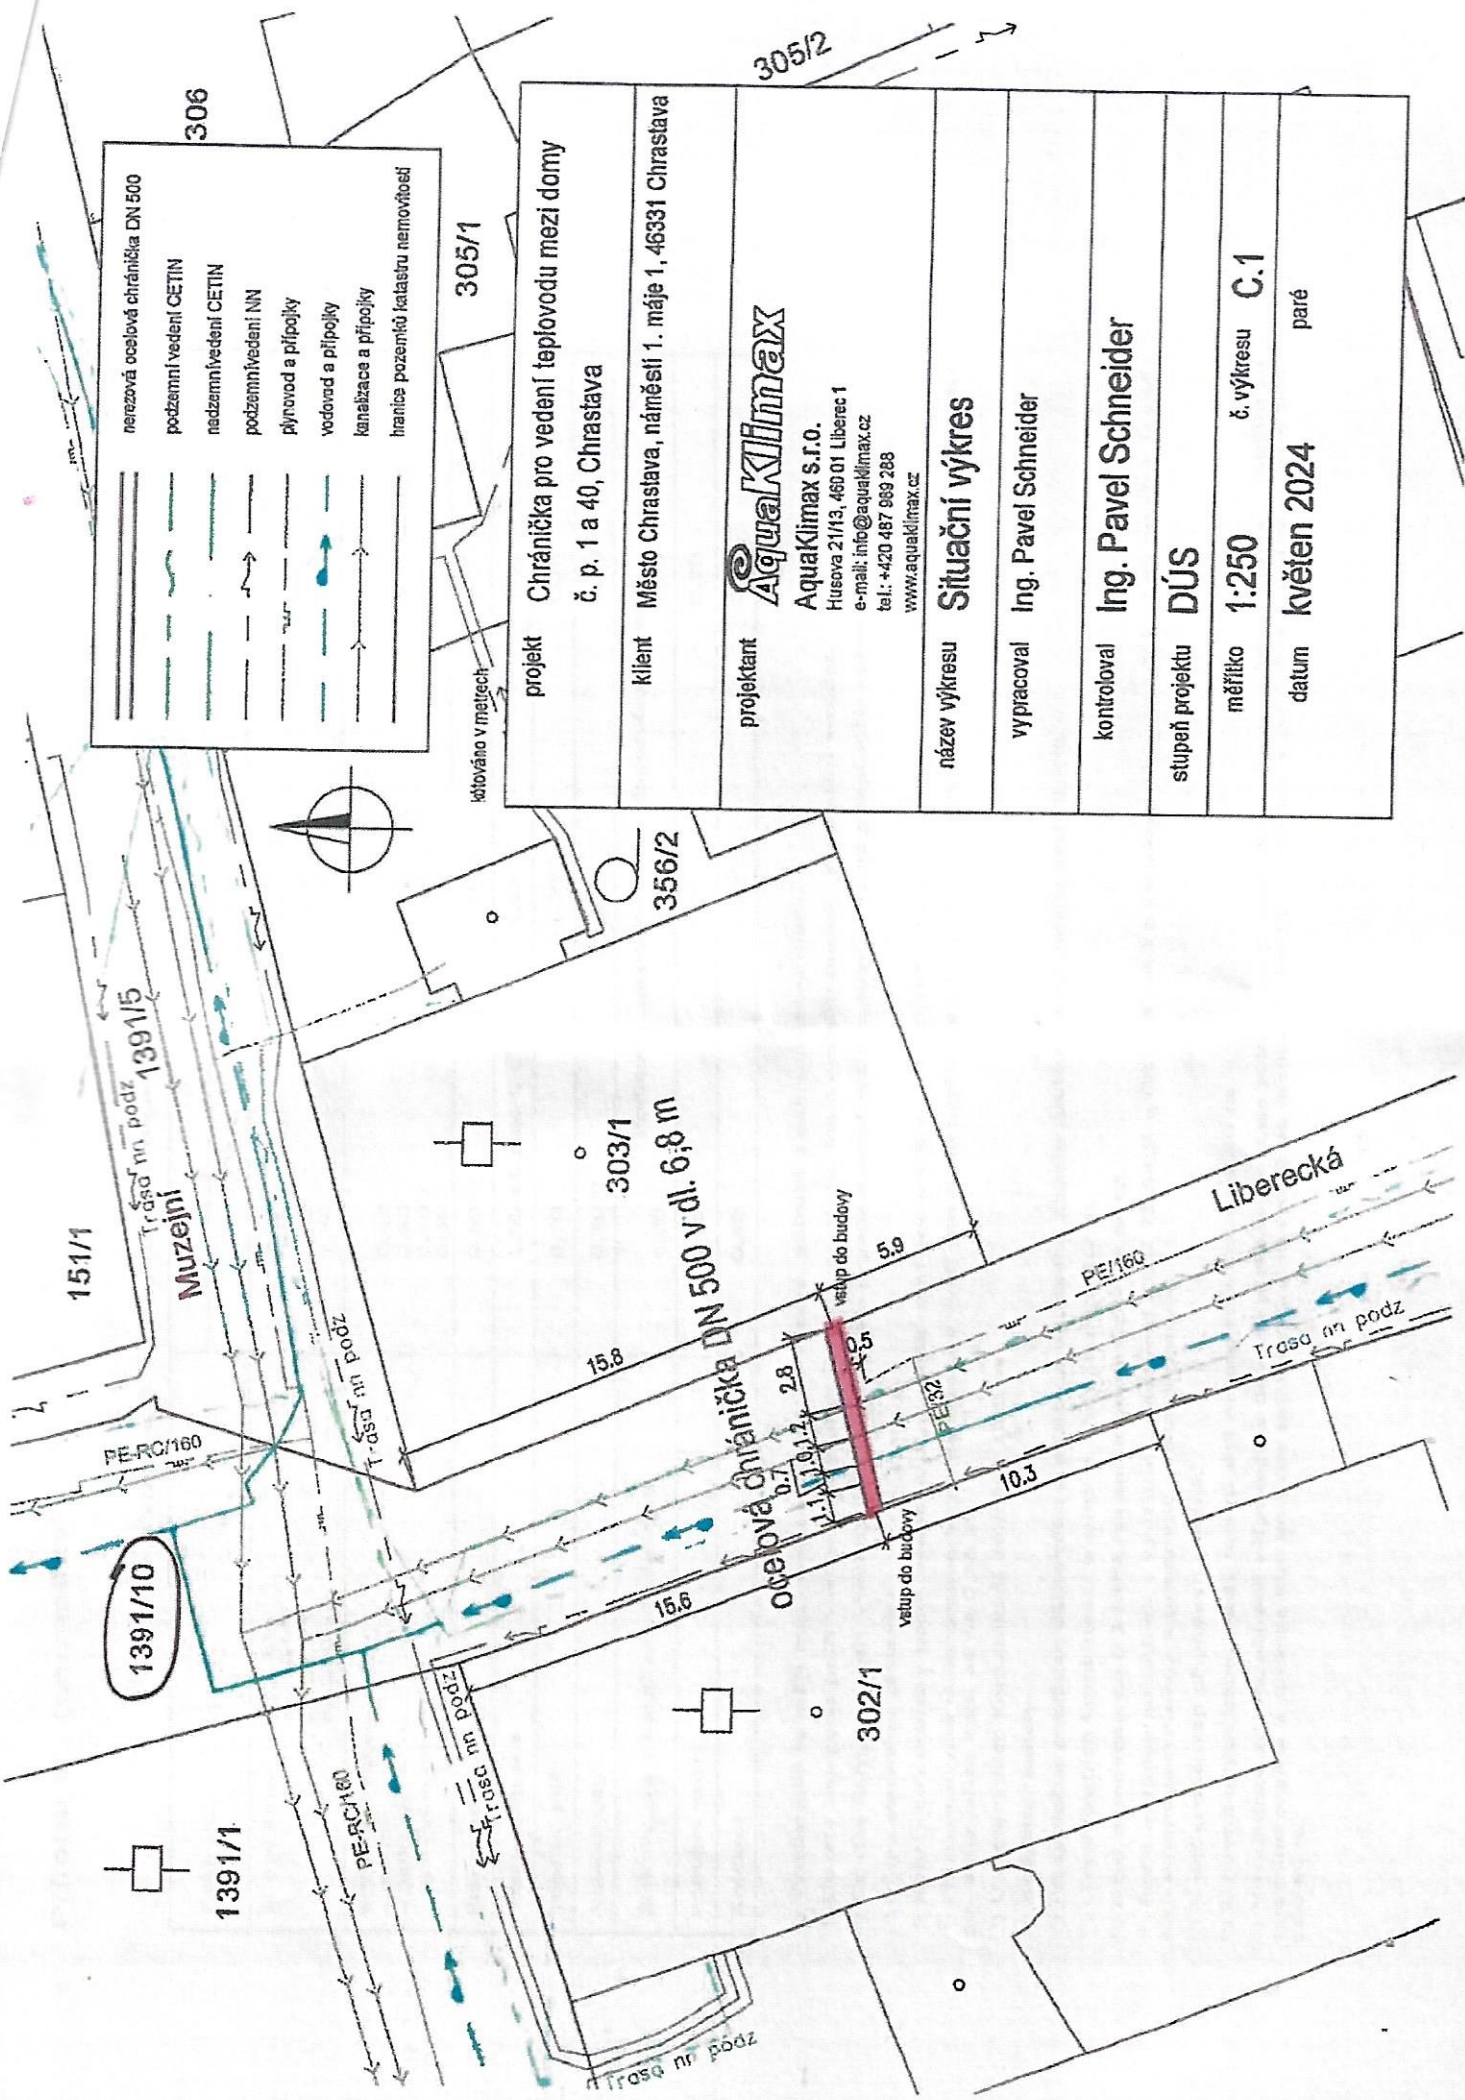 306
305/2
nerezová ocelová chránička DN 500
podzemní vedení CETIN
nadzemnívedení CETIN
podzemnívedení NN
plynovod a přípojky
vodovod a přípojky
kanalizace a přípojky
hranice pozemků katastru nemovitostí
305/1
kótováno v metrech
projekt Chránička pro vedení teplovodu mezi domy
č. p. 1 a 40, Chrastava
klient Město Chrastava, náměstí 1. máje 1, 46331 Chrastava
projektant AquaKlimax
AquaKlimax s.r.o.
Husova 21/13, 460 01 Liberec 1
e-mail: info@aquaklimax.cz
tel.: +420 487 989 288
www.aquaklimax.cz
název výkresu Situační výkres
vypracoval Ing. Pavel Schneider
kontroloval Ing. Pavel Schneider
stupeň projektu DÚS
měřítko 1:250 č. výkresu C.1
datum květen 2024 paré
151/1
Trasa nn podz
1391/5
Muzejní
356/2
303/1
ocelová chránička DN 500 v dl. 6,8 m
Trasa nn podz
PE-RC/160
1391/10
1391/1
PE-RC/160
Trasa nn podz
15.8
5.9
vstup do budovy
2.8
0.5
1.2
1.0
0.7
1.1
15.6
10.3
vstup do budovy
PE/32
PE/160
Liberecká
Trasa nn podz
302/1
Trasa nn podz